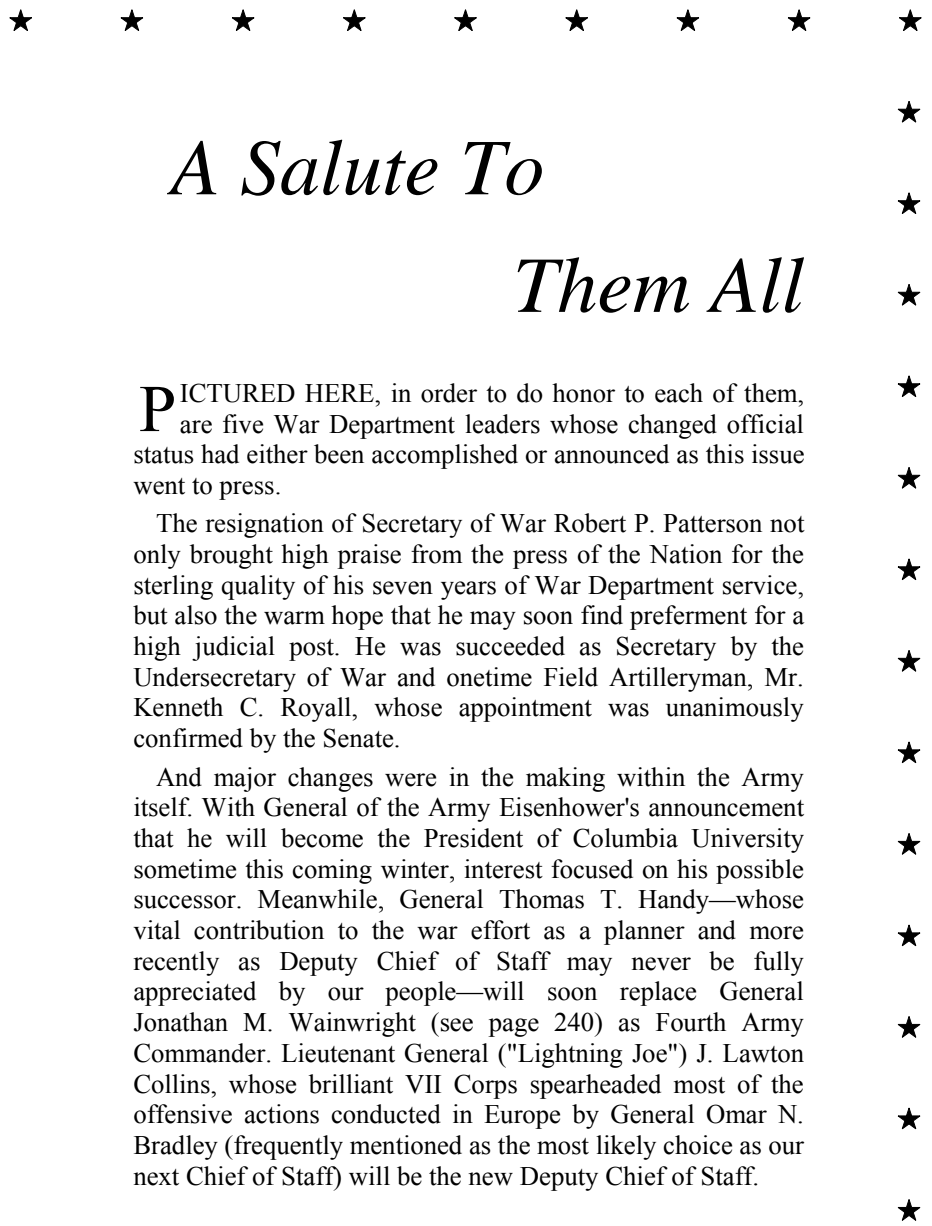 A Salute To
Them All
PICTURED HERE, in order to do honor to each of them,
are five War Department leaders whose changed official
status had either been accomplished or announced as this issue
went to press.
The resignation of Secretary of War Robert P. Patterson not
only brought high praise from the press of the Nation for the
sterling quality of his seven years of War Department service,
but also the warm hope that he may soon find preferment for a
high judicial post. He was succeeded as Secretary by the
Undersecretary of War and onetime Field Artilleryman, Mr.
Kenneth C. Royall, whose appointment was unanimously
confirmed by the Senate.
And major changes were in the making within the Army
itself. With General of the Army Eisenhower's announcement
that he will become the President of Columbia University
sometime this coming winter, interest focused on his possible
successor. Meanwhile, General Thomas T. Handy—whose
vital contribution to the war effort as a planner and more
recently as Deputy Chief of Staff may never be fully
appreciated by our people—will soon replace General
Jonathan M. Wainwright (see page 240) as Fourth Army
Commander. Lieutenant General ("Lightning Joe") J. Lawton
Collins, whose brilliant VII Corps spearheaded most of the
offensive actions conducted in Europe by General Omar N.
Bradley (frequently mentioned as the most likely choice as our
next Chief of Staff) will be the new Deputy Chief of Staff.